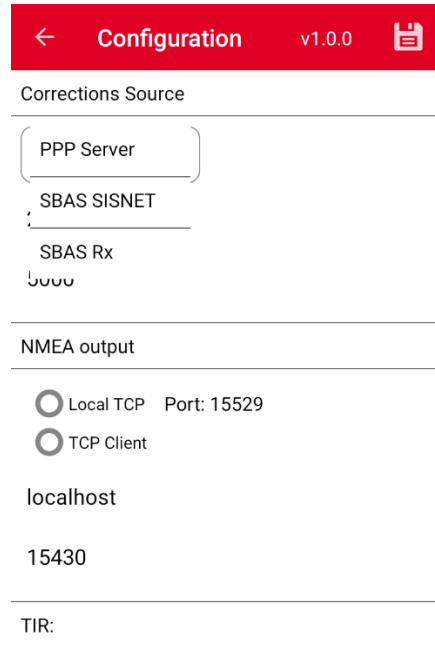 Configuration v1.0.0
Corrections Source
PPP Server
SBAS SISNET
SBAS Rx
5000
NMEA output
Local TCP Port: 15529
TCP Client
localhost
15430
TIR: